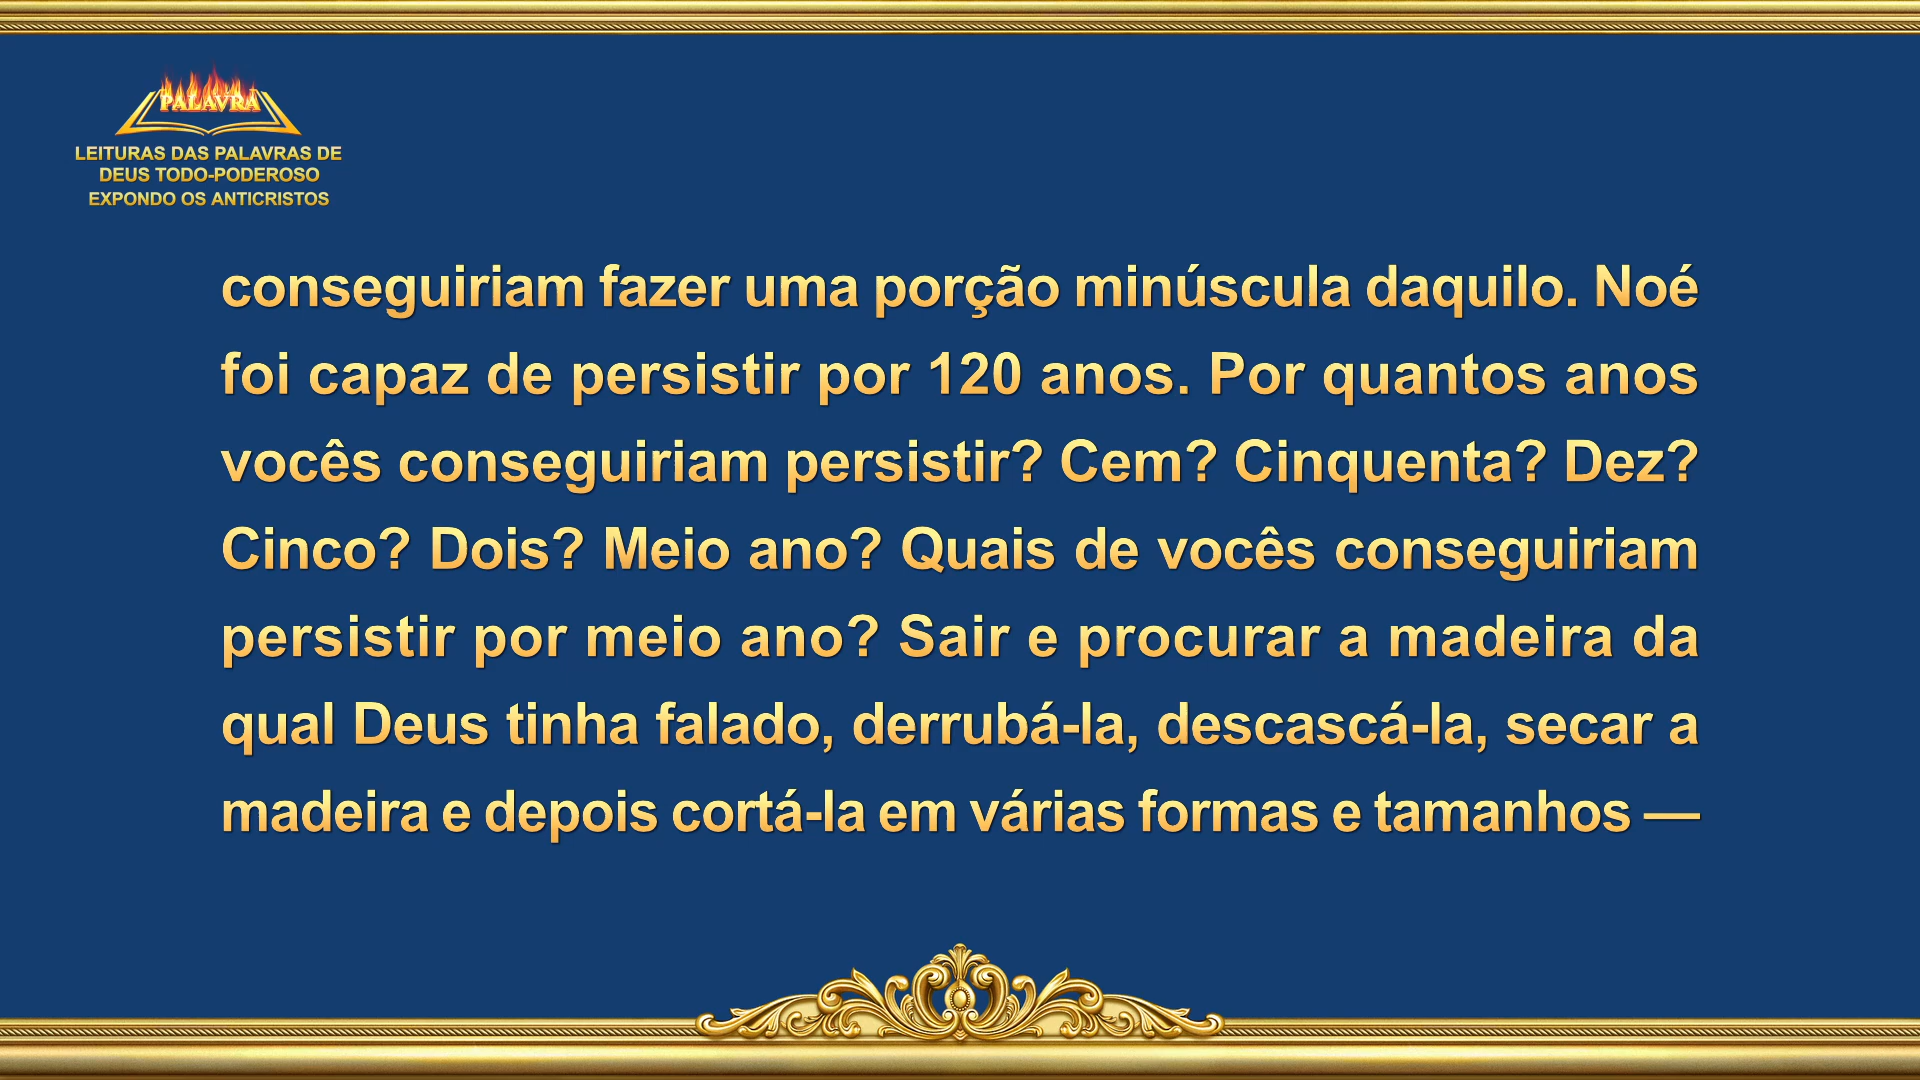 PALAVRA
LEITURAS DAS PALAVRAS DE
DEUS TODO-PODEROSO
EXPONDO OS ANTICRISTOS
conseguiriam fazer uma porção minúscula daquilo. Noé
foi capaz de persistir por 120 anos. Por quantos anos
vocês conseguiriam persistir? Cem? Cinquenta? Dez?
Cinco? Dois? Meio ano? Quais de vocês conseguiriam
persistir por meio ano? Sair e procurar a madeira da
qual Deus tinha falado, derrubá-la, descascá-la, secar a
madeira e depois cortá-la em várias formas e tamanhos —